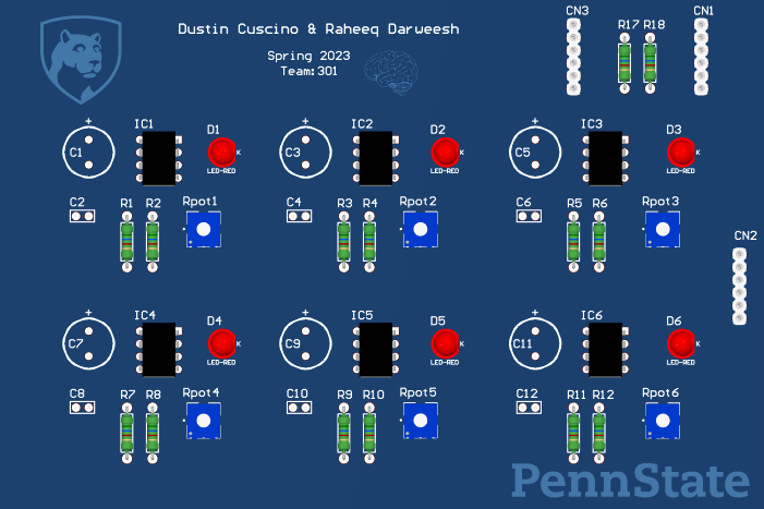 CN3 CN1
Dustin Cuscino & Raheeq Darweesh
R17 R18
Spring 2023
Team:301
+ + +
IC1 IC2 IC3
D1 D2 D3
C1 K C3 K C5 K
LED-RED LED-RED LED-RED
C2 R1 R2 Rpot1 C4 R3 R4 Rpot2 C6 R5 R6 Rpot3
CN2
+ + +
IC4 IC5 IC6
D4 D5 D6
C7 K C9 K C11 K
LED-RED LED-RED LED-RED
C8 R7 R8 Rpot4 C10 R9 R10 Rpot5 C12 R11 R12 Rpot6
PennState